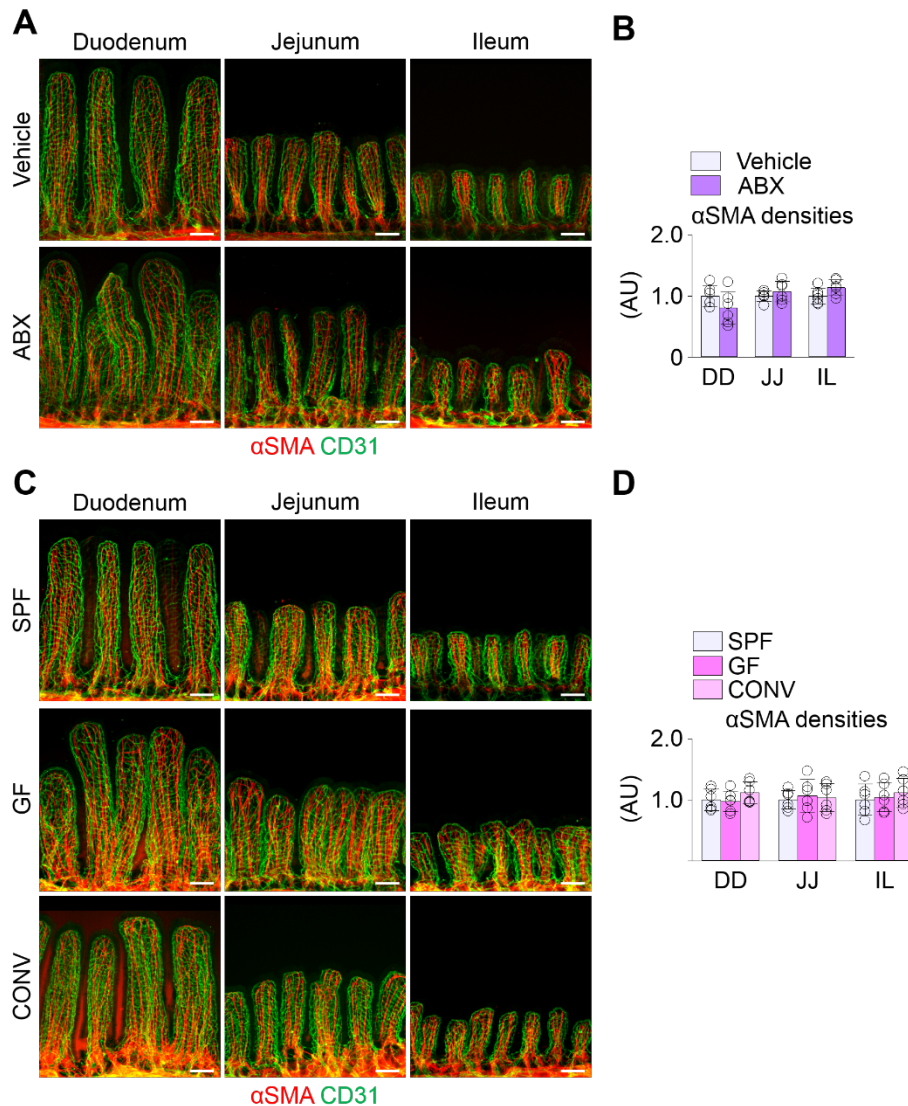 A
Duodenum Jejunum Ileum
Vehicle
ABX
αSMA CD31
B
Vehicle
ABX
αSMA densities
(AU)
2.0
1.0
0
DD JJ IL
C
Duodenum Jejunum Ileum
SPF
GF
CONV
αSMA CD31
D
SPF
GF
CONV
αSMA densities
(AU)
2.0
1.0
DD JJ IL